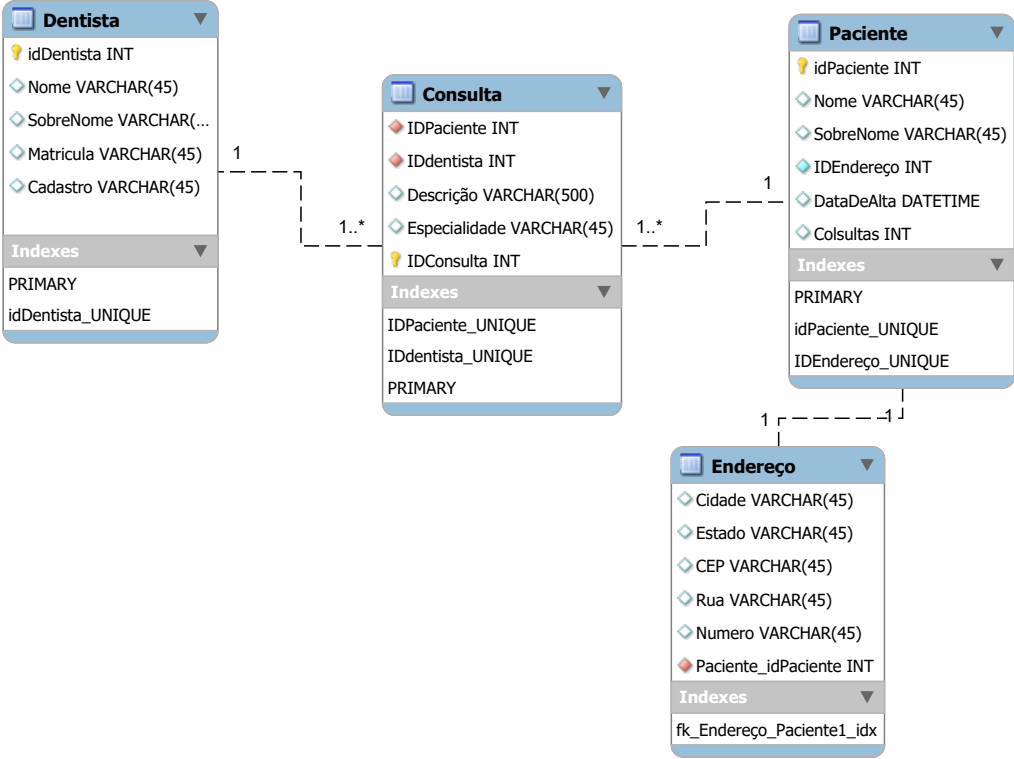 Dentista
idDentista INT
Nome VARCHAR(45)
SobreNome VARCHAR(...
Matricula VARCHAR(45)
Cadastro VARCHAR(45)
Indexes
PRIMARY
idDentista_UNIQUE
1
1..*
Consulta
IDPaciente INT
IDdentista INT
Descrição VARCHAR(500)
Especialidade VARCHAR(45)
IDConsulta INT
Indexes
IDPaciente_UNIQUE
IDdentista_UNIQUE
PRIMARY
1..*
1
Paciente
idPaciente INT
Nome VARCHAR(45)
SobreNome VARCHAR(45)
IDEndereço INT
DataDeAlta DATETIME
Colsultas INT
Indexes
PRIMARY
idPaciente_UNIQUE
IDEndereço_UNIQUE
1
1
Endereço
Cidade VARCHAR(45)
Estado VARCHAR(45)
CEP VARCHAR(45)
Rua VARCHAR(45)
Numero VARCHAR(45)
Paciente_idPaciente INT
Indexes
fk_Endereço_Paciente1_idx